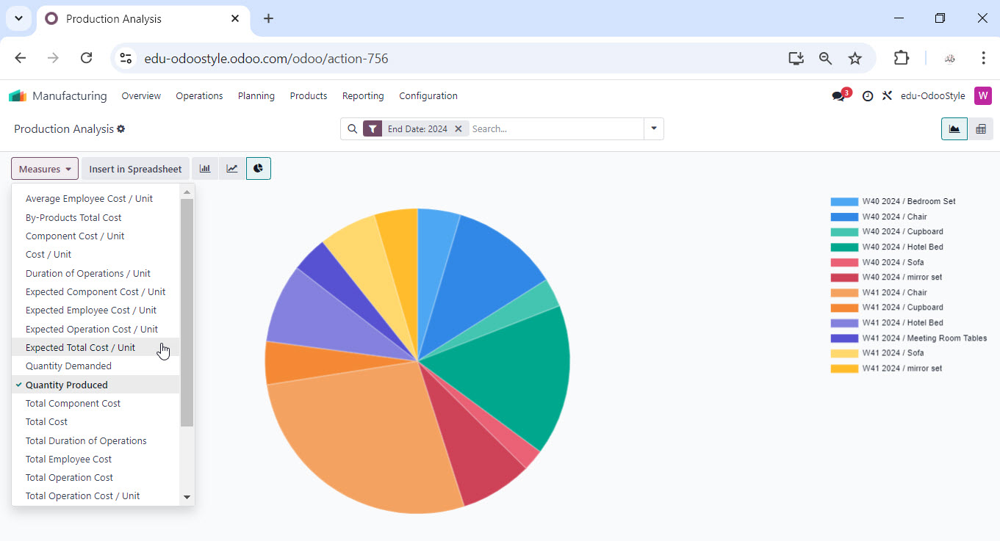 Production Analysis
edu-odoostyle.odoo.com/odoo/action-756
Manufacturing Overview Operations Planning Products Reporting Configuration 3 edu-OdooStyle W
Production Analysis End Date: 2024 Search...
Measures Insert in Spreadsheet
Average Employee Cost / Unit
By-Products Total Cost
Component Cost / Unit
Cost / Unit
Duration of Operations / Unit
Expected Component Cost / Unit
Expected Employee Cost / Unit
Expected Operation Cost / Unit
Expected Total Cost / Unit
Quantity Demanded
Quantity Produced
Total Component Cost
Total Cost
Total Duration of Operations
Total Employee Cost
Total Operation Cost
Total Operation Cost / Unit
W40 2024 / Bedroom Set
W40 2024 / Chair
W40 2024 / Cupboard
W40 2024 / Hotel Bed
W40 2024 / Sofa
W40 2024 / mirror set
W41 2024 / Chair
W41 2024 / Cupboard
W41 2024 / Hotel Bed
W41 2024 / Meeting Room Tables
W41 2024 / Sofa
W41 2024 / mirror set